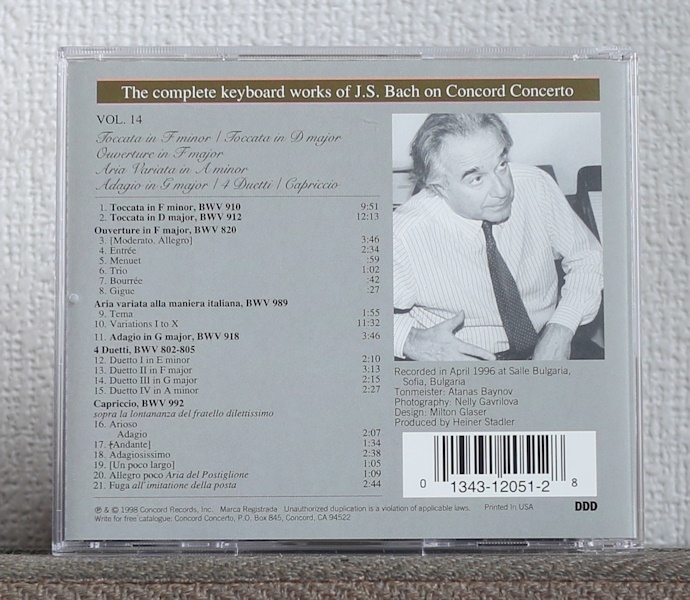 The complete keyboard works of J.S. Bach on Concord Concerto
VOL. 14
Toccata in F minor | Toccata in D major
Ouverture in F major
Aria Variata in A minor
Adagio in G major | 4 Duetti | Capriccio
1. Toccata in F minor, BWV 910 9:51
2. Toccata in D major, BWV 912 12:13
Ouverture in F major, BWV 820
3. [Moderato. Allegro] 3:46
4. Entrée 2:34
5. Menuet :59
6. Trio 1:02
7. Bourrée :42
8. Gigue :27
Aria variata alla maniera italiana, BWV 989
9. Tema 1:55
10. Variations I to X 11:32
11. Adagio in G major, BWV 918 3:46
4 Duetti, BWV 802-805
12. Duetto I in E minor 2:10
13. Duetto II in F major 3:13
14. Duetto III in G major 2:15
15. Duetto IV in A minor 2:27
Capriccio, BWV 992
sopra la lontananza del fratello dilettissimo
16. Arioso
Adagio 2:07
17. [Andante] 1:34
18. Adagiosissimo 2:38
19. [Un poco largo] 1:05
20. Allegro poco Aria del Postiglione 1:09
21. Fuga all'imitatione della posta 2:44
Recorded in April 1996 at Salle Bulgaria,
Sofia, Bulgaria
Tonmeister: Atanas Baynov
Photography: Nelly Gavrilova
Design: Milton Glaser
Produced by Heiner Stadler
0 1343-12051-2 8
℗ & © 1998 Concord Records, Inc. Marca Registrada Unauthorized duplication is a violation of applicable laws. Printed In USA
Write for free catalogue: Concord Concerto, P.O. Box 845, Concord, CA 94522
DDD